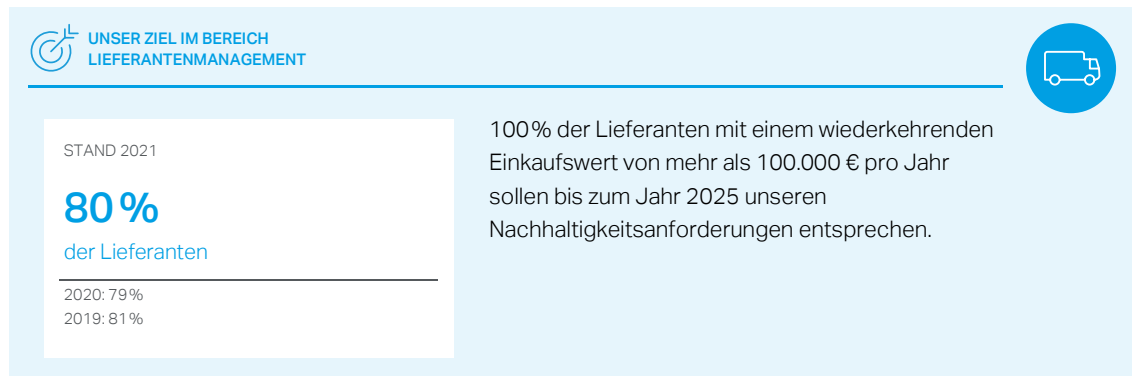 UNSER ZIEL IM BEREICH
LIEFERANTENMANAGEMENT
STAND 2021
80 %
der Lieferanten
2020: 79 %
2019: 81 %
100 % der Lieferanten mit einem wiederkehrenden
Einkaufswert von mehr als 100.000 € pro Jahr
sollen bis zum Jahr 2025 unseren
Nachhaltigkeitsanforderungen entsprechen.